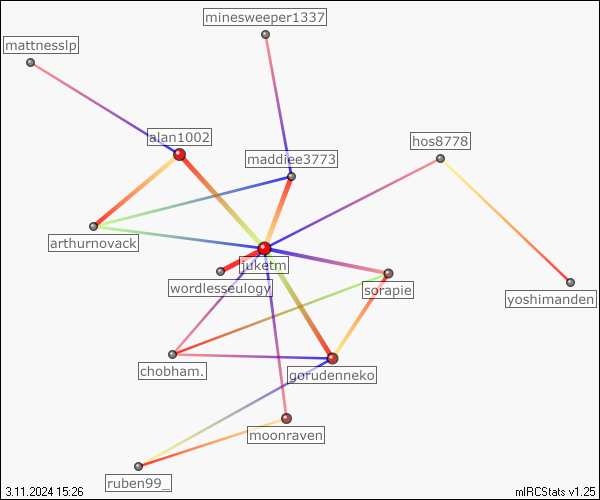 minesweeper1337
mattnesslp
alan1002
hos8778
maddiee3773
arthurnovack
juketm
wordlesseulogy
sorapie
yoshimanden
chobham.
gorudenneko
moonraven
ruben99_
3.11.2024 15:26
mIRCStats v1.25